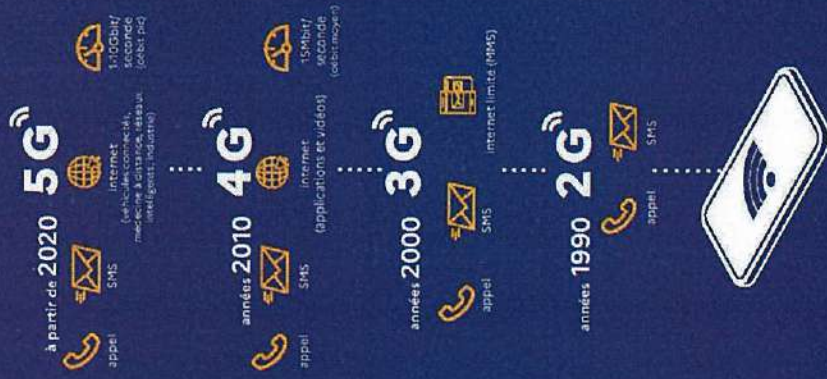 à partir de 2020 5G
appel
SMS
internet
(véhicules connectés,
médecine à distance, réseaux
intelligents, industrie)
1-10Gbit/
seconde
(débit pic)
années 2010 4G
appel
SMS
internet
(applications et vidéos)
15Mbit/
seconde
(débit moyen)
années 2000 3G
appel
SMS
internet limité (MMS)
années 1990 2G
appel
SMS